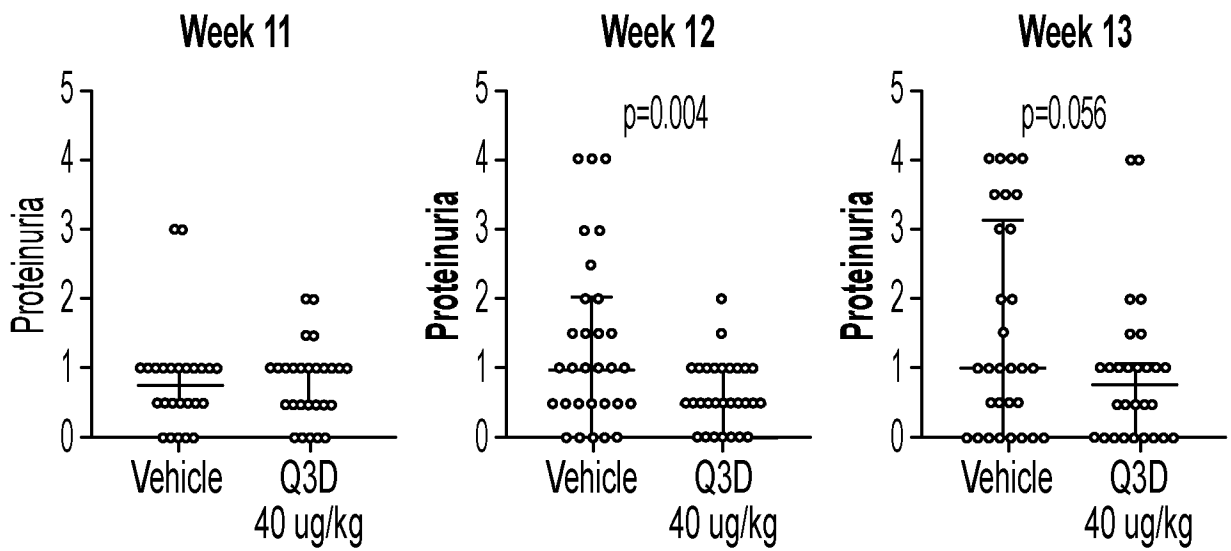 Week 11
5
4
3
2
1
0
Proteinuria
Vehicle
Q3D
40 ug/kg
Week 12
p=0.004
5
4
3
2
1
0
Proteinuria
Vehicle
Q3D
40 ug/kg
Week 13
p=0.056
5
4
3
2
1
0
Proteinuria
Vehicle
Q3D
40 ug/kg